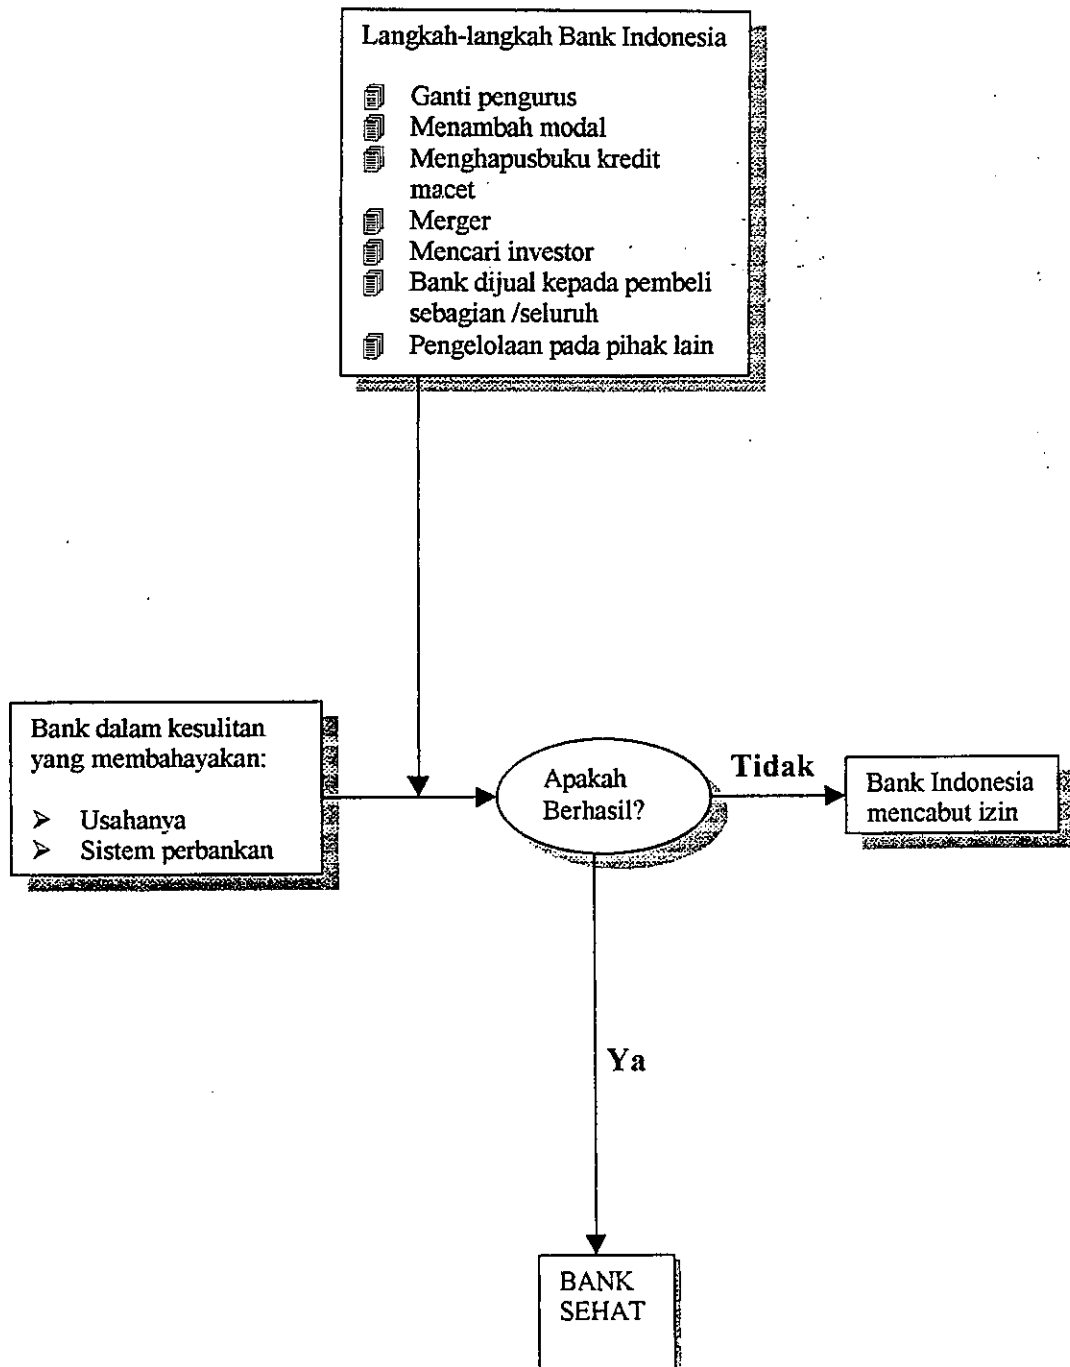 Langkah-langkah Bank Indonesia
Ganti pengurus
Menambah modal
Menghapusbuku kredit
macet
Merger
Mencari investor
Bank dijual kepada pembeli
sebagian /seluruh
Pengelolaan pada pihak lain
Bank dalam kesulitan
yang membahayakan:
Usahanya
Sistem perbankan
Apakah
Berhasil?
Tidak
Bank Indonesia
mencabut izin
Ya
BANK
SEHAT